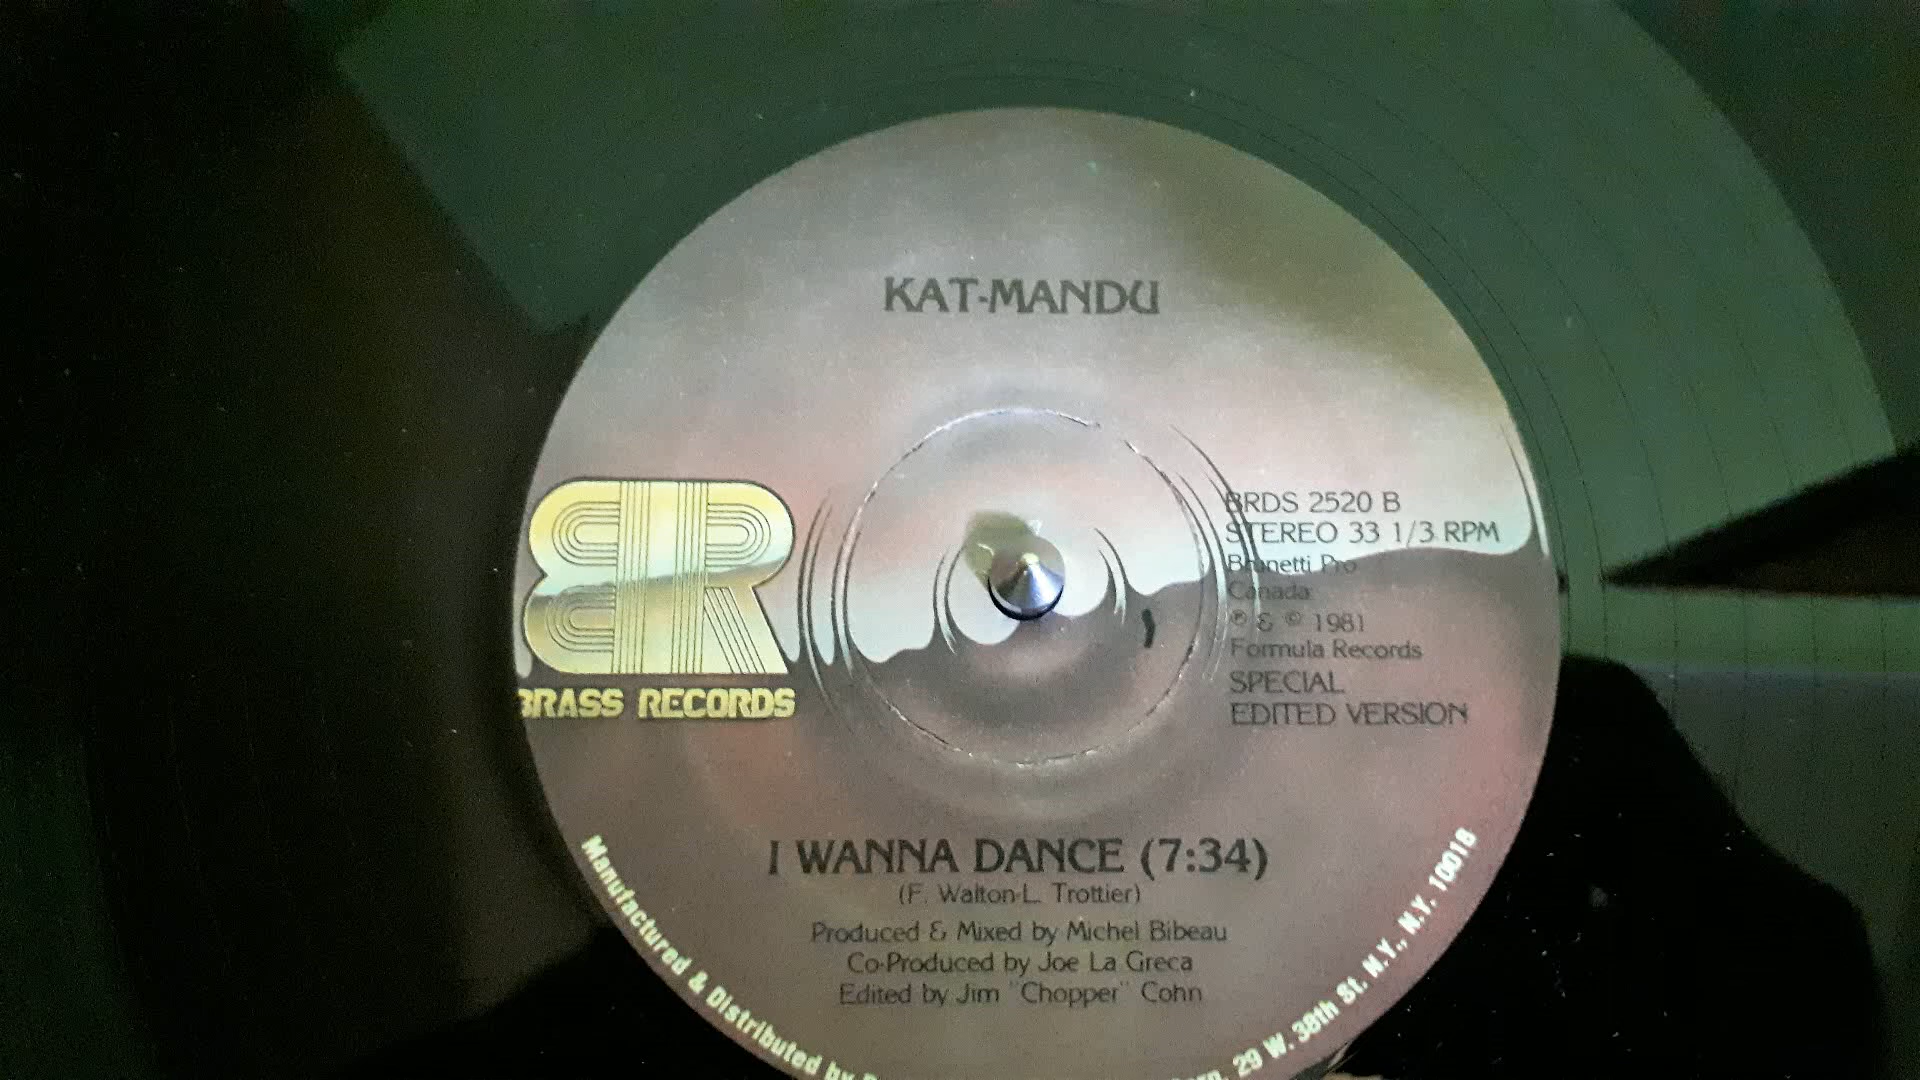 KAT-MANDU
BRASS RECORDS
BRDS 2520 B
STEREO 33 1/3 RPM
Brunetti Pro
Canada
℗ & © 1981
Formula Records
SPECIAL
EDITED VERSION
I WANNA DANCE (7:34)
(F. Walton-L. Trottier)
Produced & Mixed by Michel Bibeau
Co-Produced by Joe La Greca
Edited by Jim "Chopper" Cohn
Manufactured & Distributed by
29 W. 38th St. N.Y., N.Y. 10018